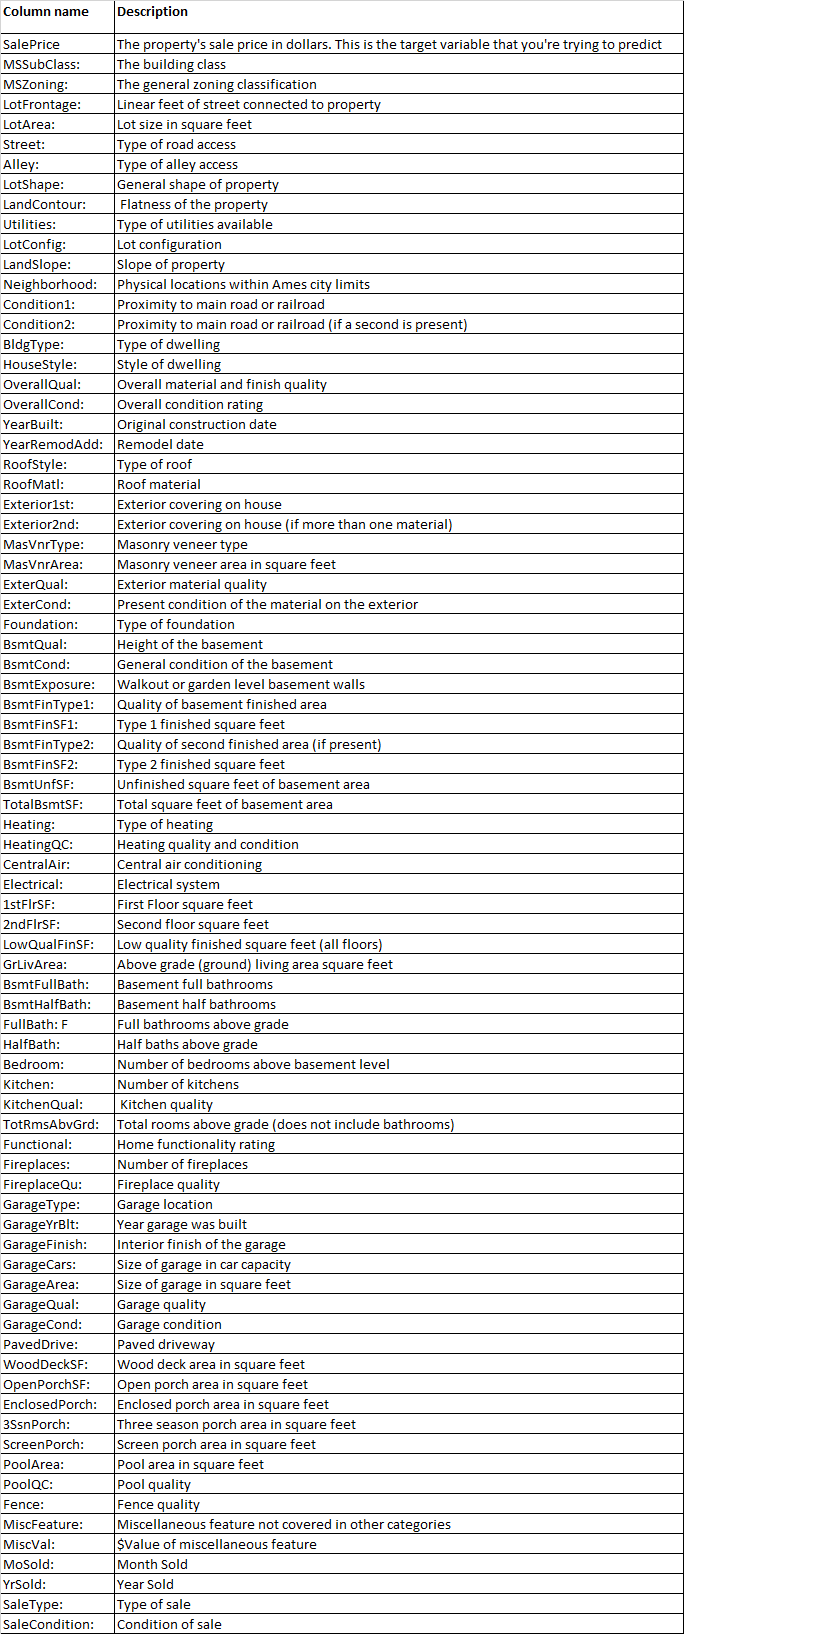 Column name Description
SalePrice The property's sale price in dollars. This is the target variable that you're trying to predict
MSSubClass: The building class
MSZoning: The general zoning classification
LotFrontage: Linear feet of street connected to property
LotArea: Lot size in square feet
Street: Type of road access
Alley: Type of alley access
LotShape: General shape of property
LandContour: Flatness of the property
Utilities: Type of utilities available
LotConfig: Lot configuration
LandSlope: Slope of property
Neighborhood: Physical locations within Ames city limits
Condition1: Proximity to main road or railroad
Condition2: Proximity to main road or railroad (if a second is present)
BldgType: Type of dwelling
HouseStyle: Style of dwelling
OverallQual: Overall material and finish quality
OverallCond: Overall condition rating
YearBuilt: Original construction date
YearRemodAdd: Remodel date
RoofStyle: Type of roof
RoofMatl: Roof material
Exterior1st: Exterior covering on house
Exterior2nd: Exterior covering on house (if more than one material)
MasVnrType: Masonry veneer type
MasVnrArea: Masonry veneer area in square feet
ExterQual: Exterior material quality
ExterCond: Present condition of the material on the exterior
Foundation: Type of foundation
BsmtQual: Height of the basement
BsmtCond: General condition of the basement
BsmtExposure: Walkout or garden level basement walls
BsmtFinType1: Quality of basement finished area
BsmtFinSF1: Type 1 finished square feet
BsmtFinType2: Quality of second finished area (if present)
BsmtFinSF2: Type 2 finished square feet
BsmtUnfSF: Unfinished square feet of basement area
TotalBsmtSF: Total square feet of basement area
Heating: Type of heating
HeatingQC: Heating quality and condition
CentralAir: Central air conditioning
Electrical: Electrical system
1stFlrSF: First Floor square feet
2ndFlrSF: Second floor square feet
LowQualFinSF: Low quality finished square feet (all floors)
GrLivArea: Above grade (ground) living area square feet
BsmtFullBath: Basement full bathrooms
BsmtHalfBath: Basement half bathrooms
FullBath: F Full bathrooms above grade
HalfBath: Half baths above grade
Bedroom: Number of bedrooms above basement level
Kitchen: Number of kitchens
KitchenQual: Kitchen quality
TotRmsAbvGrd: Total rooms above grade (does not include bathrooms)
Functional: Home functionality rating
Fireplaces: Number of fireplaces
FireplaceQu: Fireplace quality
GarageType: Garage location
GarageYrBlt: Year garage was built
GarageFinish: Interior finish of the garage
GarageCars: Size of garage in car capacity
GarageArea: Size of garage in square feet
GarageQual: Garage quality
GarageCond: Garage condition
PavedDrive: Paved driveway
WoodDeckSF: Wood deck area in square feet
OpenPorchSF: Open porch area in square feet
EnclosedPorch: Enclosed porch area in square feet
3SsnPorch: Three season porch area in square feet
ScreenPorch: Screen porch area in square feet
PoolArea: Pool area in square feet
PoolQC: Pool quality
Fence: Fence quality
MiscFeature: Miscellaneous feature not covered in other categories
MiscVal: $Value of miscellaneous feature
MoSold: Month Sold
YrSold: Year Sold
SaleType: Type of sale
SaleCondition: Condition of sale